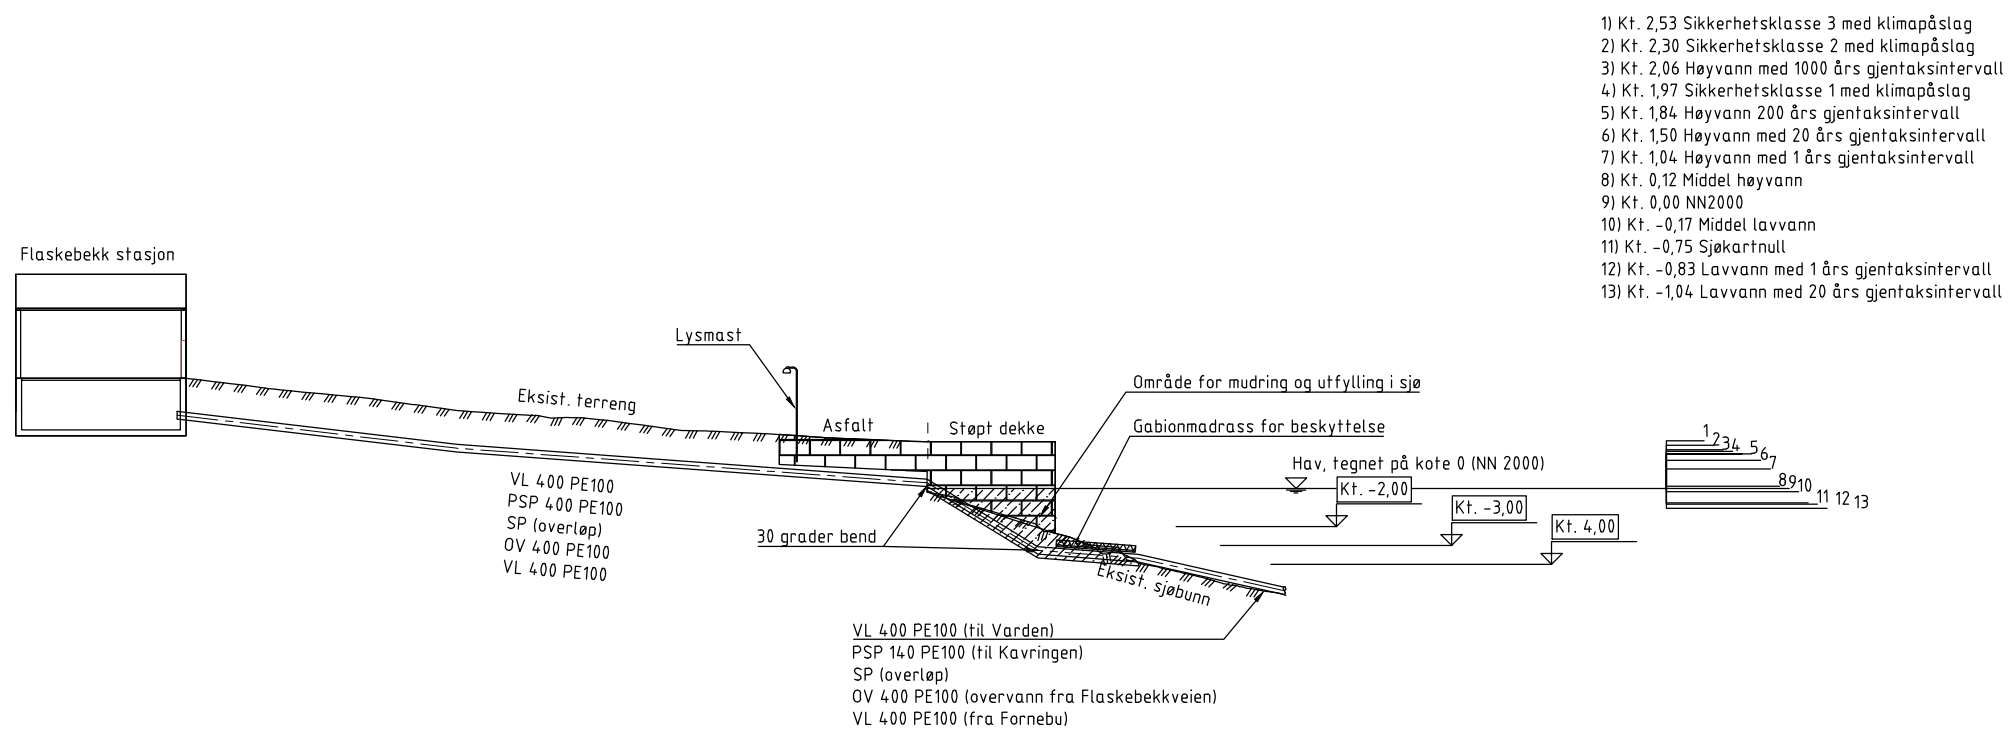 1) Kt. 2,53 Sikkerhetsklasse 3 med klimapåslag
2) Kt. 2,30 Sikkerhetsklasse 2 med klimapåslag
3) Kt. 2,06 Høyvann med 1000 års gjentaksintervall
4) Kt. 1,97 Sikkerhetsklasse 1 med klimapåslag
5) Kt. 1,84 Høyvann 200 års gjentaksintervall
6) Kt. 1,50 Høyvann med 20 års gjentaksintervall
7) Kt. 1,04 Høyvann med 1 års gjentaksintervall
8) Kt. 0,12 Middel høyvann
9) Kt. 0,00 NN2000
10) Kt. -0,17 Middel lavvann
11) Kt. -0,75 Sjøkartnull
12) Kt. -0,83 Lavvann med 1 års gjentaksintervall
13) Kt. -1,04 Lavvann med 20 års gjentaksintervall
Flaskebekk stasjon
Lysmast
Eksist. terreng
Asfalt
Støpt dekke
Område for mudring og utfylling i sjø
Gabionmadrass for beskyttelse
Hav, tegnet på kote 0 (NN 2000)
Kt. -2,00
Kt. -3,00
Kt. 4,00
1
2
3
4
5
6
7
8
9
10
11
12
13
VL 400 PE100
PSP 400 PE100
SP (overløp)
OV 400 PE100
VL 400 PE100
30 grader bend
Eksist. sjøbunn
VL 400 PE100 (til Varden)
PSP 140 PE100 (til Kavringen)
SP (overløp)
OV 400 PE100 (overvann fra Flaskebekkveien)
VL 400 PE100 (fra Fornebu)